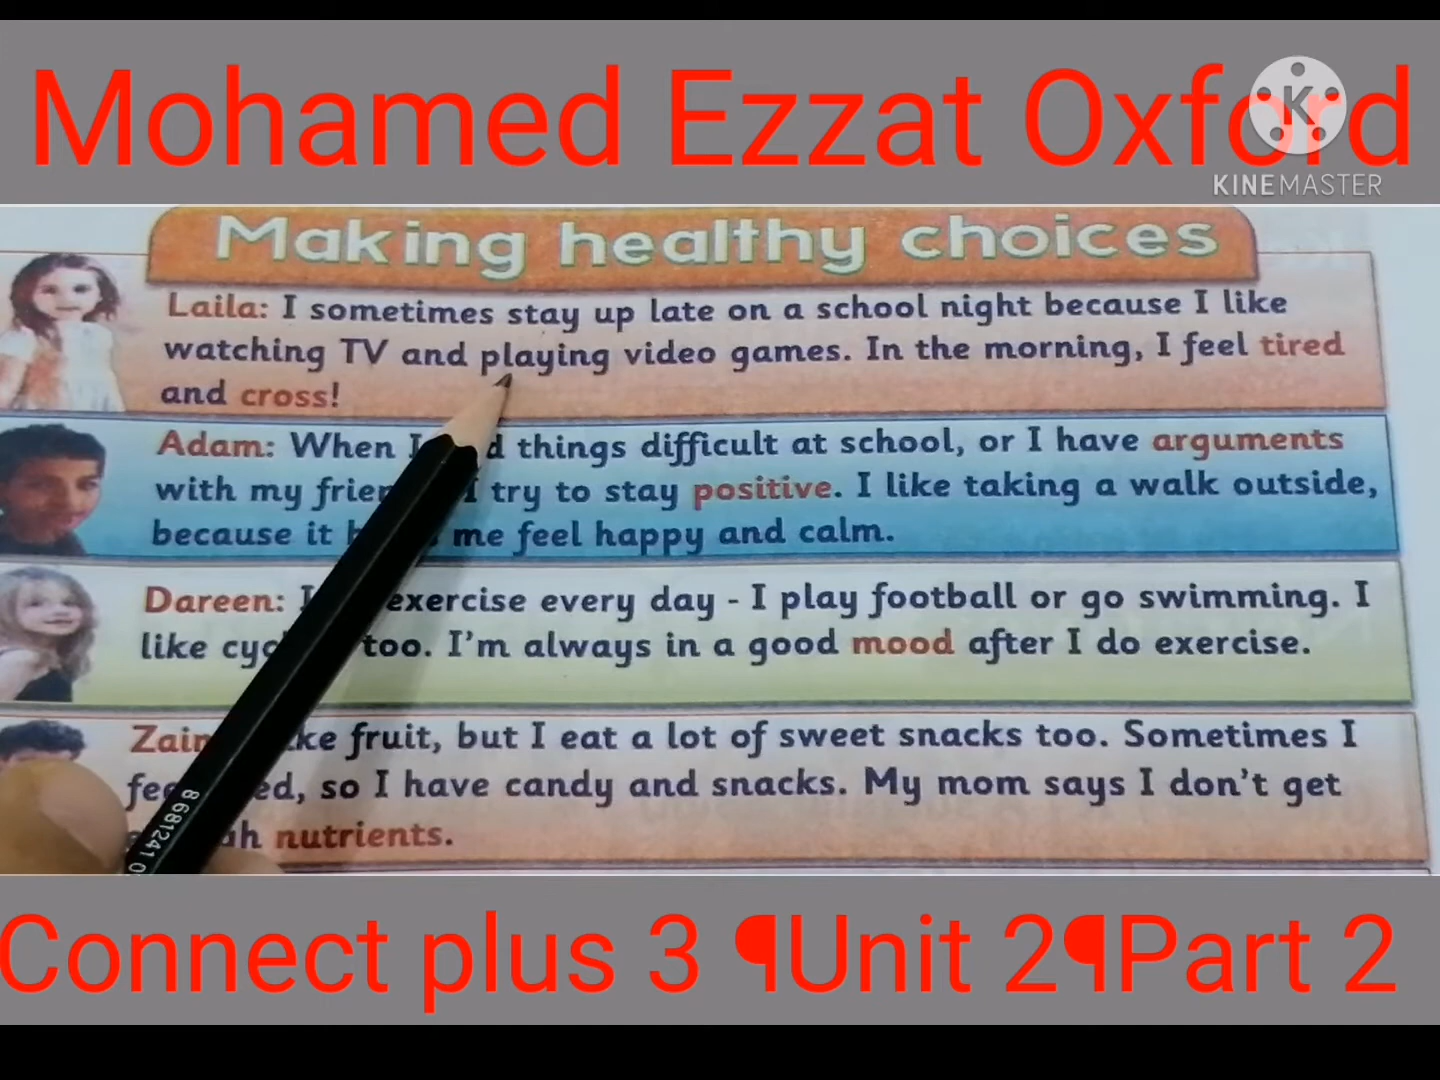 Mohamed Ezzat Oxford
KINEMASTER
Making healthy choices
Laila: I sometimes stay up late on a school night because I like
watching TV and playing video games. In the morning, I feel tired
and cross!
Adam: When I things difficult at school, or I have arguments
with my I try to stay positive. I like taking a walk outside,
because it me feel happy and calm.
Dareen: I exercise every day - I play football or go swimming. I
like too. I'm always in a good mood after I do exercise.
Zain fruit, but I eat a lot of sweet snacks too. Sometimes I
so I have candy and snacks. My mom says I don't get
nutrients.
8681241 0
Connect plus 3 ¶Unit 2¶Part 2